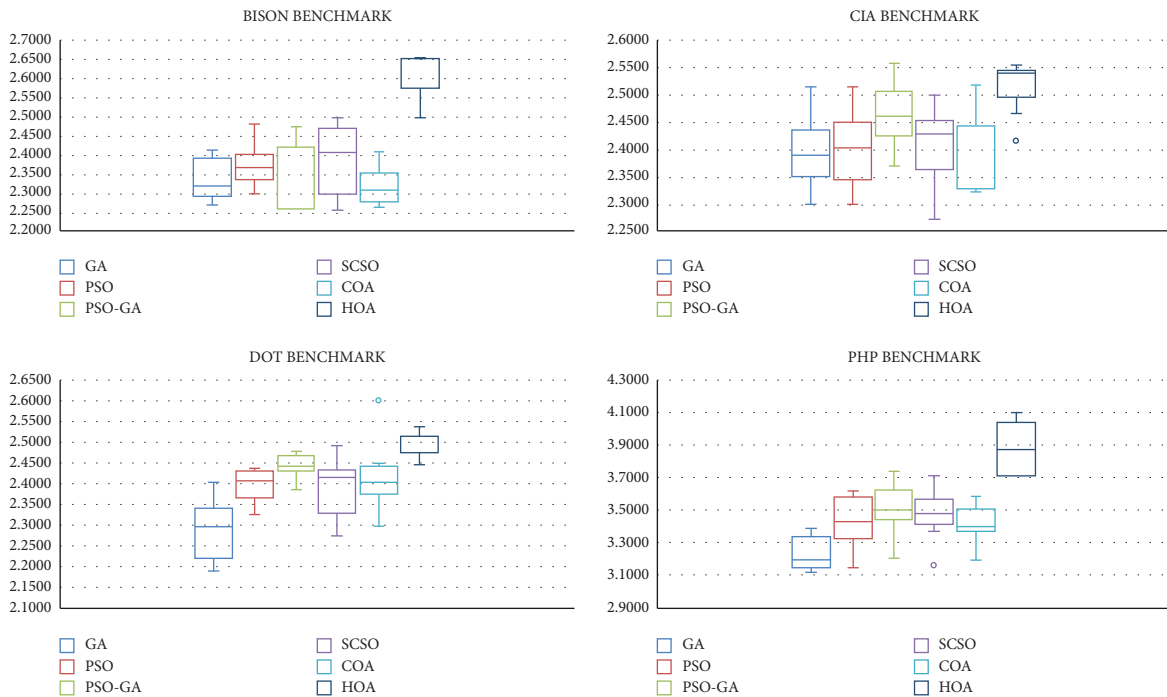 BISON BENCHMARK
2.7000
2.6500
2.6000
2.5500
2.5000
2.4500
2.4000
2.3500
2.3000
2.2500
2.2000
GA
PSO
PSO-GA
SCSO
COA
HOA
CIA BENCHMARK
2.6000
2.5500
2.5000
2.4500
2.4000
2.3500
2.3000
2.2500
GA
PSO
PSO-GA
SCSO
COA
HOA
DOT BENCHMARK
2.6500
2.6000
2.5500
2.5000
2.4500
2.4000
2.3500
2.3000
2.2500
2.2000
2.1500
2.1000
GA
PSO
PSO-GA
SCSO
COA
HOA
PHP BENCHMARK
4.3000
4.1000
3.9000
3.7000
3.5000
3.3000
3.1000
2.9000
GA
PSO
PSO-GA
SCSO
COA
HOA